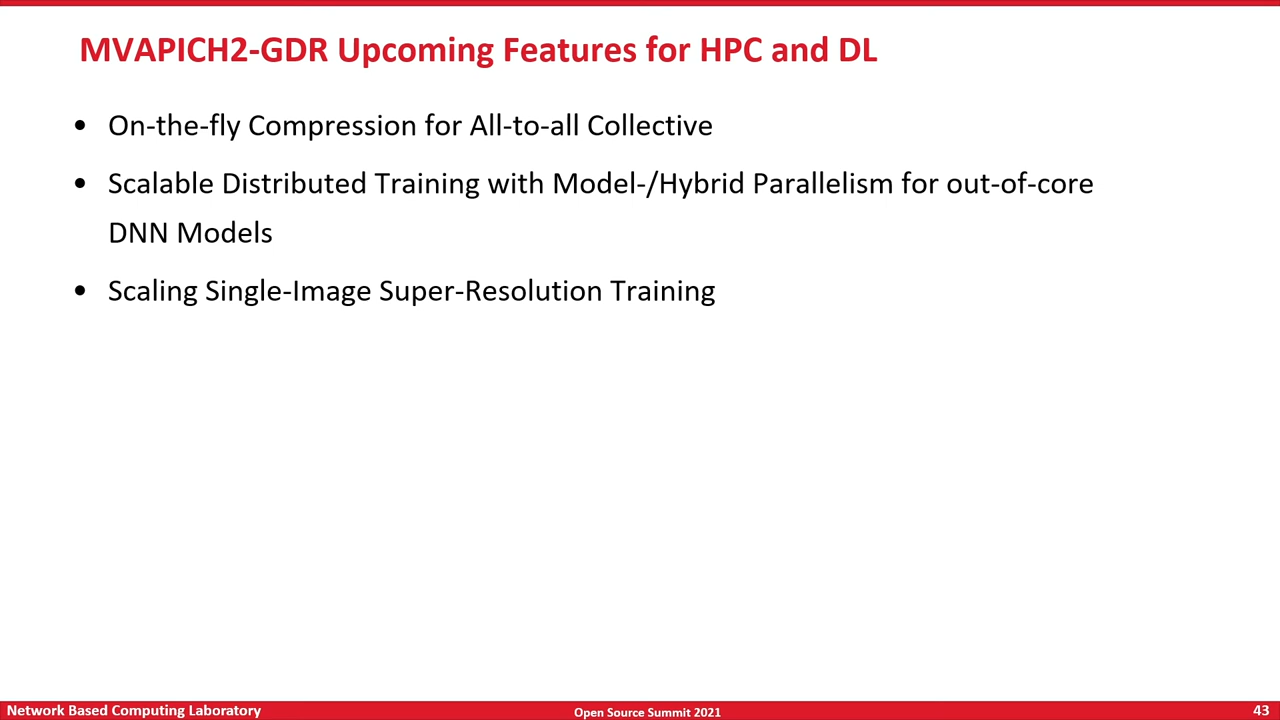 MVAPICH2-GDR Upcoming Features for HPC and DL
• On-the-fly Compression for All-to-all Collective
• Scalable Distributed Training with Model-/Hybrid Parallelism for out-of-core
DNN Models
• Scaling Single-Image Super-Resolution Training
Network Based Computing Laboratory
Open Source Summit 2021
43